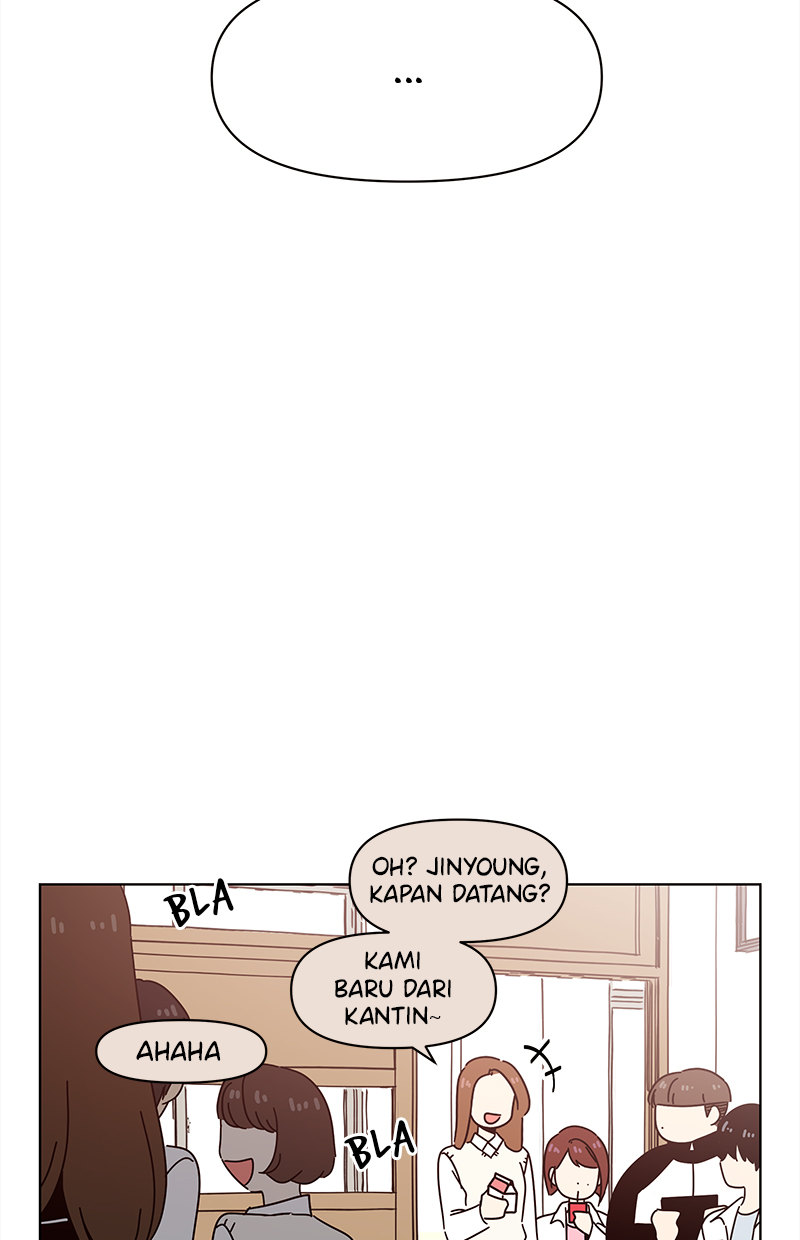 ...
OH? JINYOUNG,
KAPAN DATANG?
BLA
KAMI
BARU DARI
KANTIN~
AHAHA
BLA